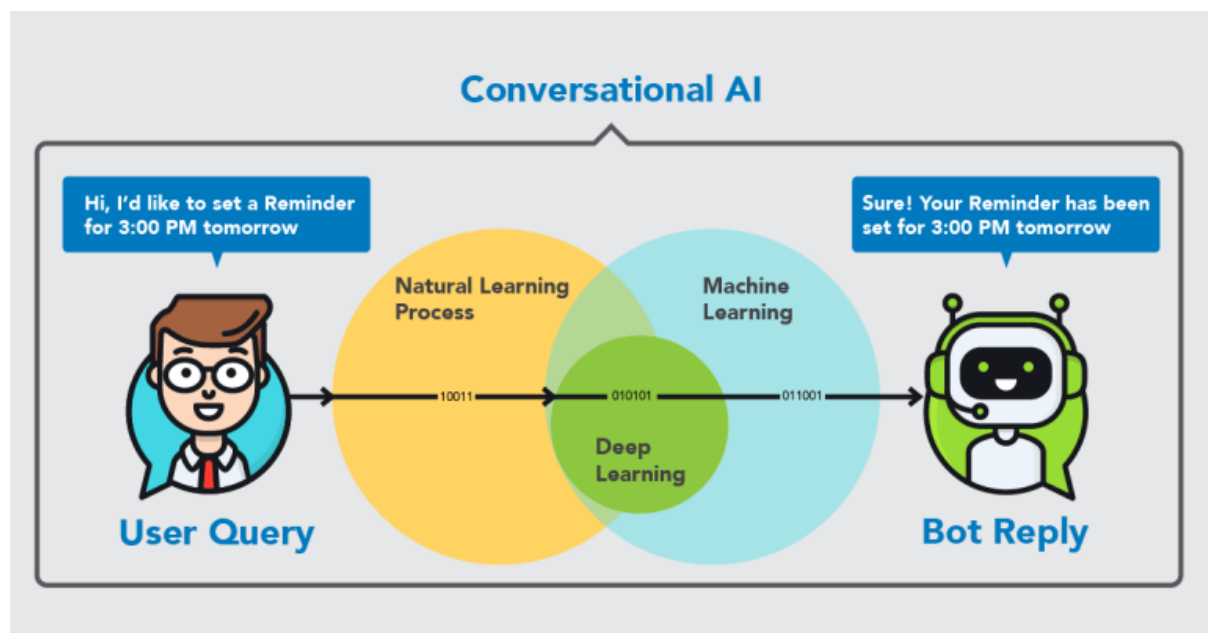 Conversational AI
Hi, I'd like to set a Reminder
for 3:00 PM tomorrow
Sure! Your Reminder has been
set for 3:00 PM tomorrow
Natural Learning
Process
Machine
Learning
10011
010101
011001
Deep
Learning
User Query
Bot Reply